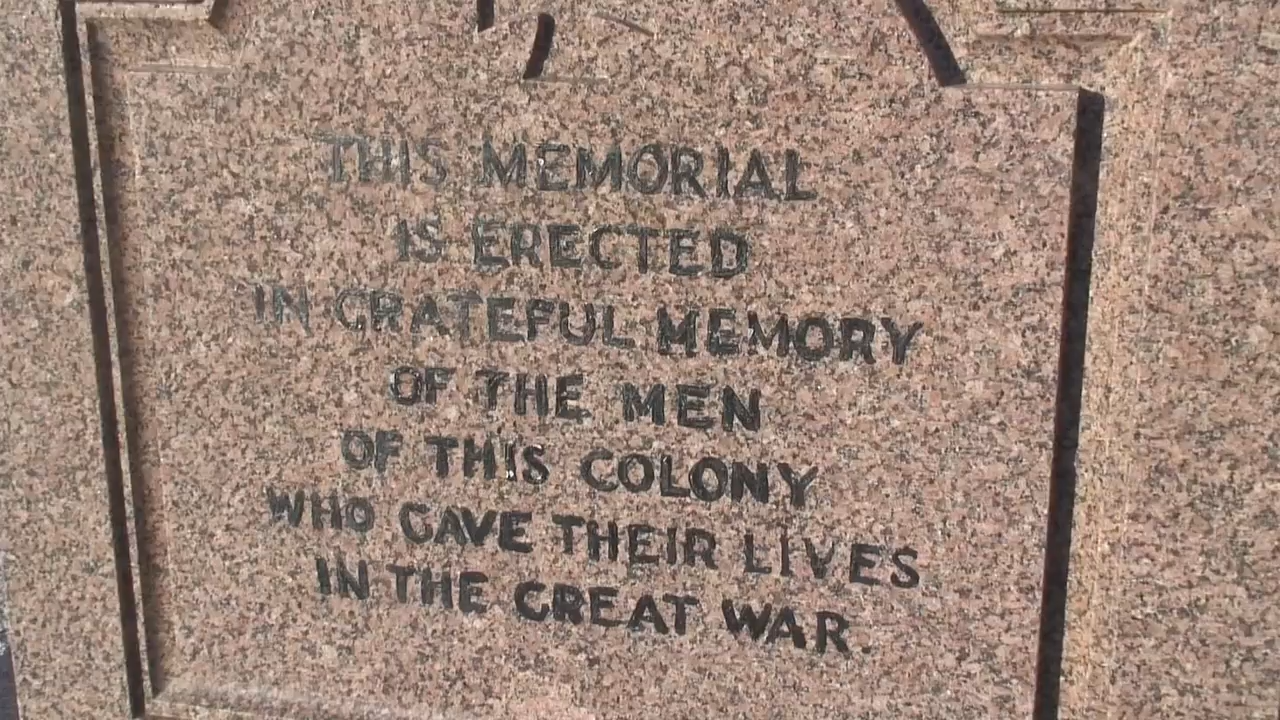 THIS MEMORIAL
IS ERECTED
IN GRATEFUL MEMORY
OF THE MEN
OF THIS COLONY
WHO GAVE THEIR LIVES
IN THE GREAT WAR.